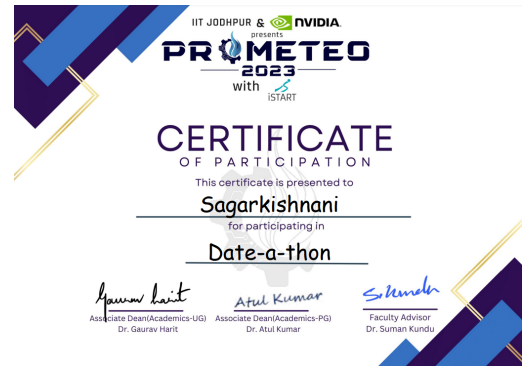 IIT JODHPUR & NVIDIA.
presents
PROMETEO
2023
with iSTART
CERTIFICATE
OF PARTICIPATION
This certificate is presented to
Sagarkishnani
for participating in
Date-a-thon
Gaurav Harit Atul Kumar
Associate Dean(Academics-UG) Associate Dean(Academics-PG) Faculty Advisor
Dr. Gaurav Harit Dr. Atul Kumar Dr. Suman Kundu